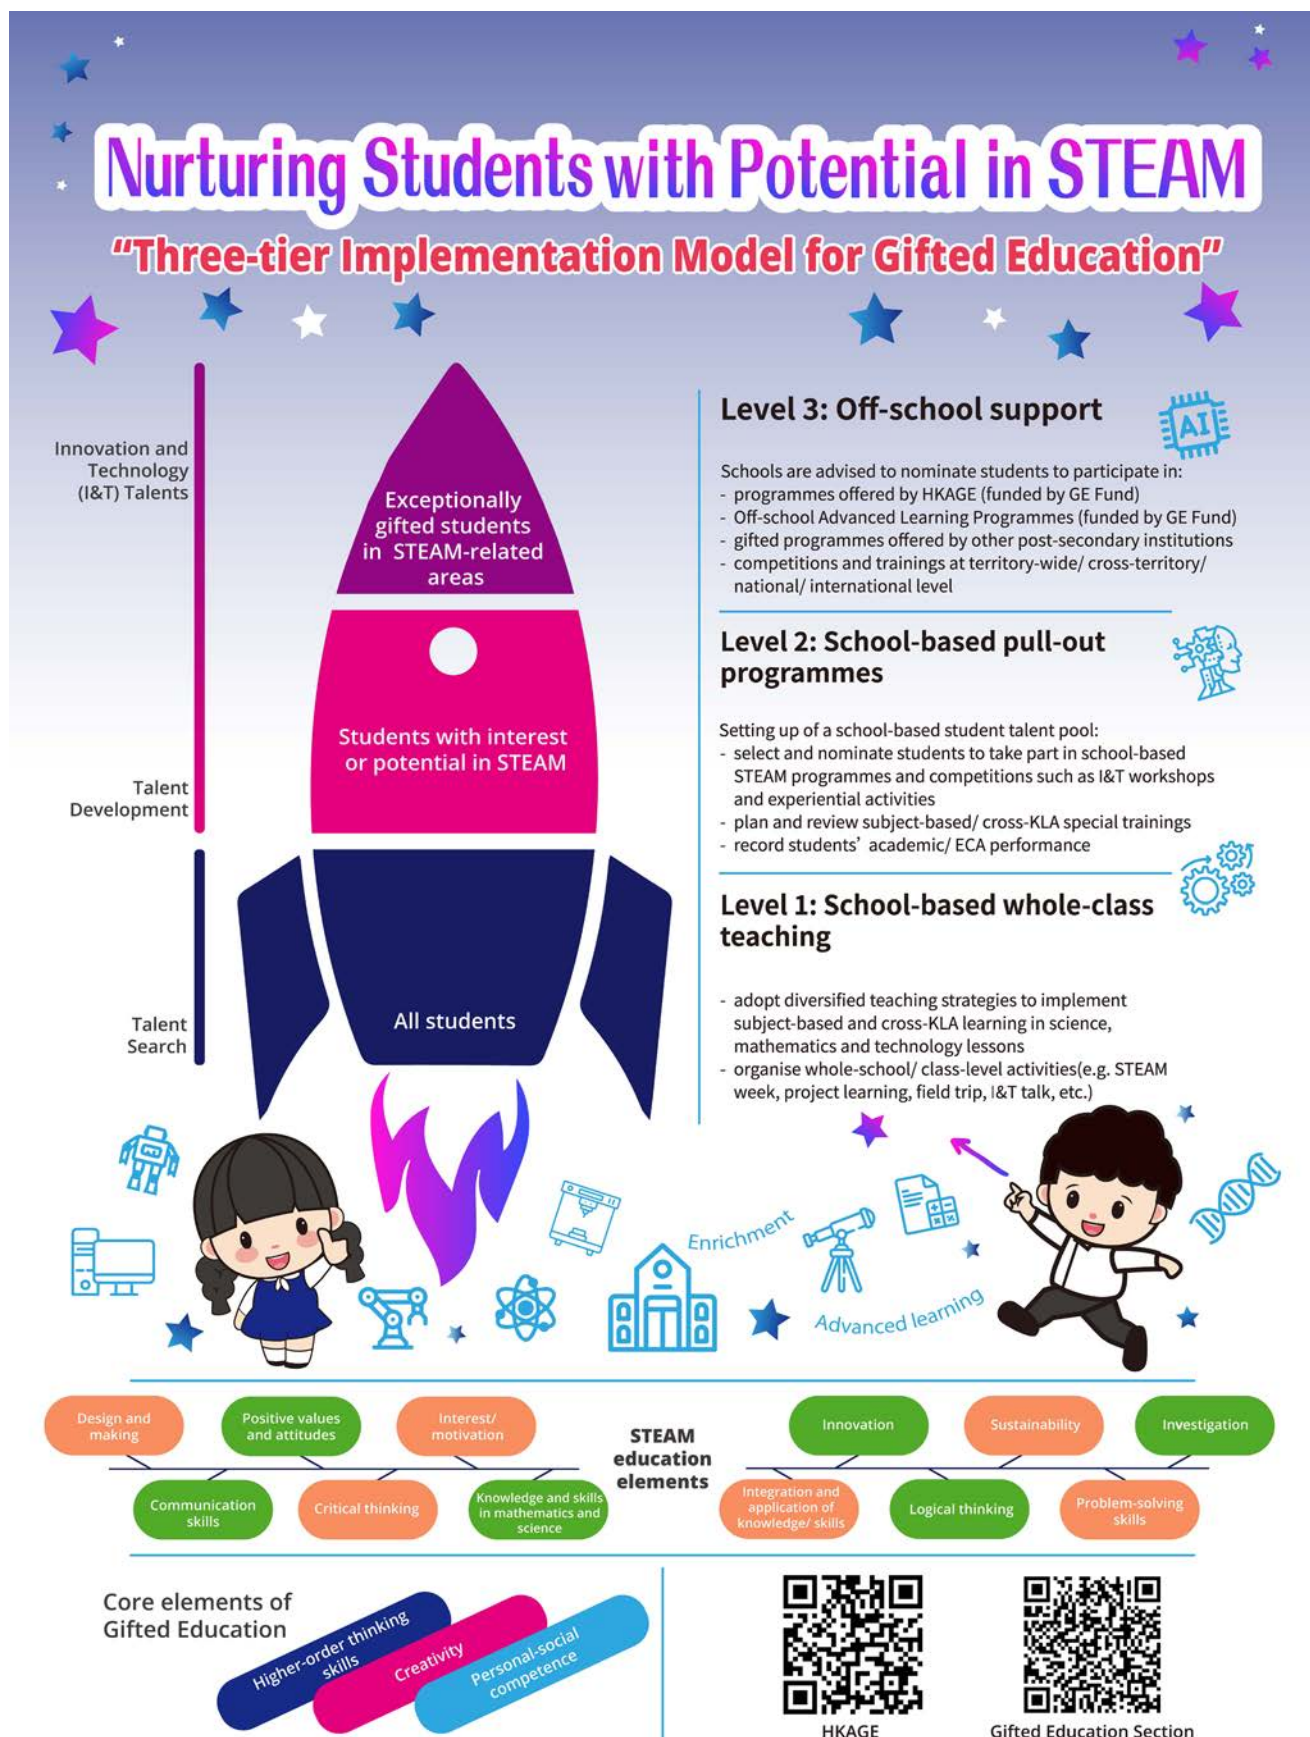 Nurturing Students with Potential in STEAM
"Three-tier Implementation Model for Gifted Education"
Innovation and
Technology
(I&T) Talents
Talent
Development
Talent
Search
Exceptionally
gifted students
in STEAM-related
areas
Students with interest
or potential in STEAM
All students
Level 3: Off-school support
AI
Schools are advised to nominate students to participate in:
- programmes offered by HKAGE (funded by GE Fund)
- Off-school Advanced Learning Programmes (funded by GE Fund)
- gifted programmes offered by other post-secondary institutions
- competitions and trainings at territory-wide/ cross-territory/
national/ international level
Level 2: School-based pull-out
programmes
Setting up of a school-based student talent pool:
- select and nominate students to take part in school-based
STEAM programmes and competitions such as I&T workshops
and experiential activities
- plan and review subject-based/ cross-KLA special trainings
- record students' academic/ ECA performance
Level 1: School-based whole-class
teaching
- adopt diversified teaching strategies to implement
subject-based and cross-KLA learning in science,
mathematics and technology lessons
- organise whole-school/ class-level activities(e.g. STEAM
week, project learning, field trip, I&T talk, etc.)
Enrichment
Advanced learning
Design and
making
Positive values
and attitudes
Interest/
motivation
Communication
skills
Critical thinking
Knowledge and skills
in mathematics and
science
STEAM
education
elements
Innovation
Sustainability
Investigation
Integration and
application of
knowledge/ skills
Logical thinking
Problem-solving
skills
Core elements of
Gifted Education
Higher-order thinking
skills
Creativity
Personal-social
competence
HKAGE
Gifted Education Section